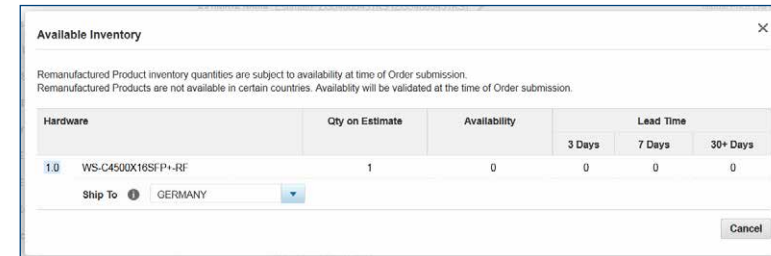 Available Inventory
Remanufactured Product inventory quantities are subject to availability at time of Order submission.
Remanufactured Products are not available in certain countries. Availablity will be validated at the time of Order submission.
Hardware Qty on Estimate Availability Lead Time
3 Days 7 Days 30+ Days
1.0 WS-C4500X16SFP+-RF 1 0 0 0 0
Ship To GERMANY
Cancel